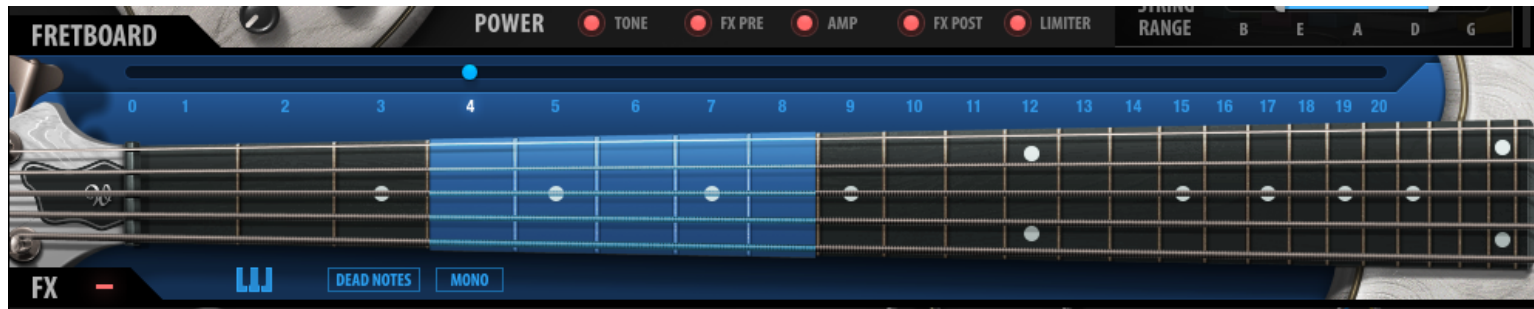 FRETBOARD
POWER TONE FX PRE AMP FX POST LIMITER
STRING
RANGE B E A D G
0 1 2 3 4 5 6 7 8 9 10 11 12 13 14 15 16 17 18 19 20
FX DEAD NOTES MONO